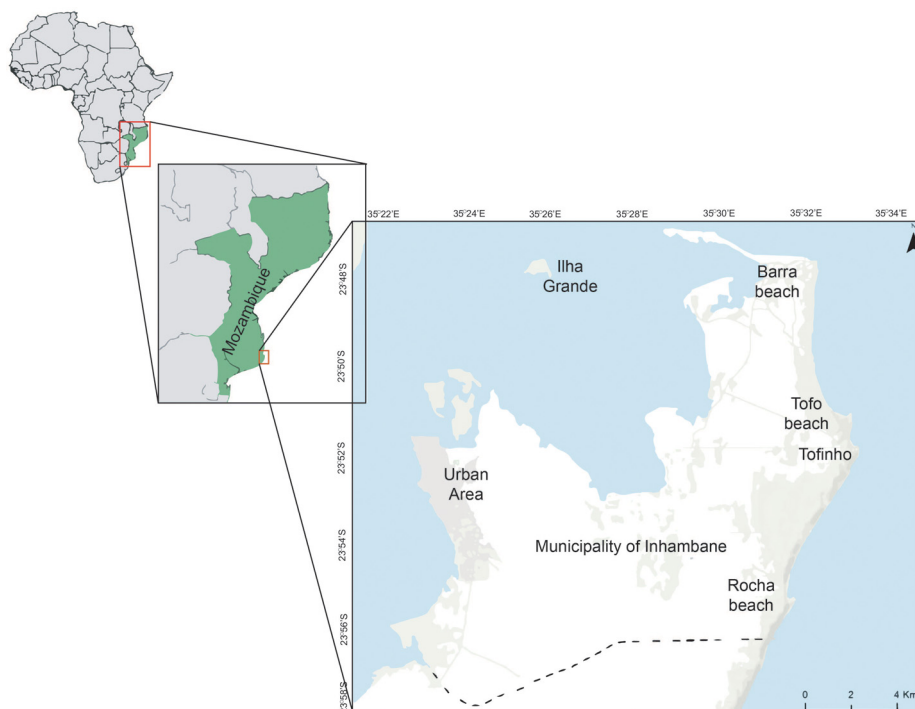 35°22'E 35°24'E 35°26'E 35°28'E 35°30'E 35°32'E 35°34'E
N
23°48'S
23°50'S
23°52'S
23°54'S
23°56'S
23°58'S
Mozambique
Ilha
Grande
Barra
beach
Tofo
beach
Tofinho
Urban
Area
Municipality of Inhambane
Rocha
beach
0 2 4 Km